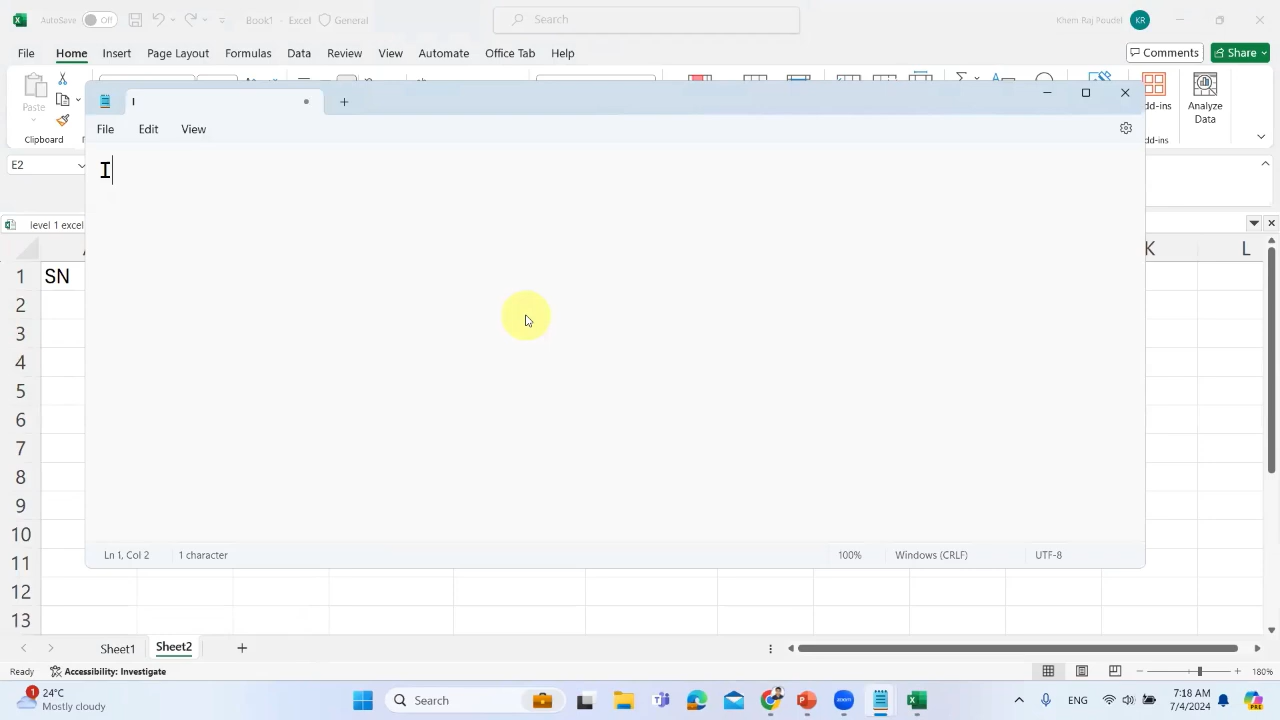 AutoSave Off Book1 - Excel General Search Khem Raj Poudel KR
File Home Insert Page Layout Formulas Data Review View Automate Office Tab Help Comments Share
Paste
Clipboard
Analyze
Data
I
File Edit View
E2
I
level 1 excel
K L
1 SN
2
3
4
5
6
7
8
9
10
11
12
13
Ln 1, Col 2 1 character 100% Windows (CRLF) UTF-8
Sheet1 Sheet2
Ready Accessibility: Investigate 180%
1 24°C
Mostly cloudy
Search
ENG
7:18 AM
7/4/2024